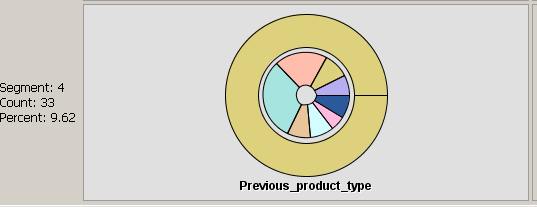 Segment: 4
Count: 33
Percent: 9.62
Previous_product_type